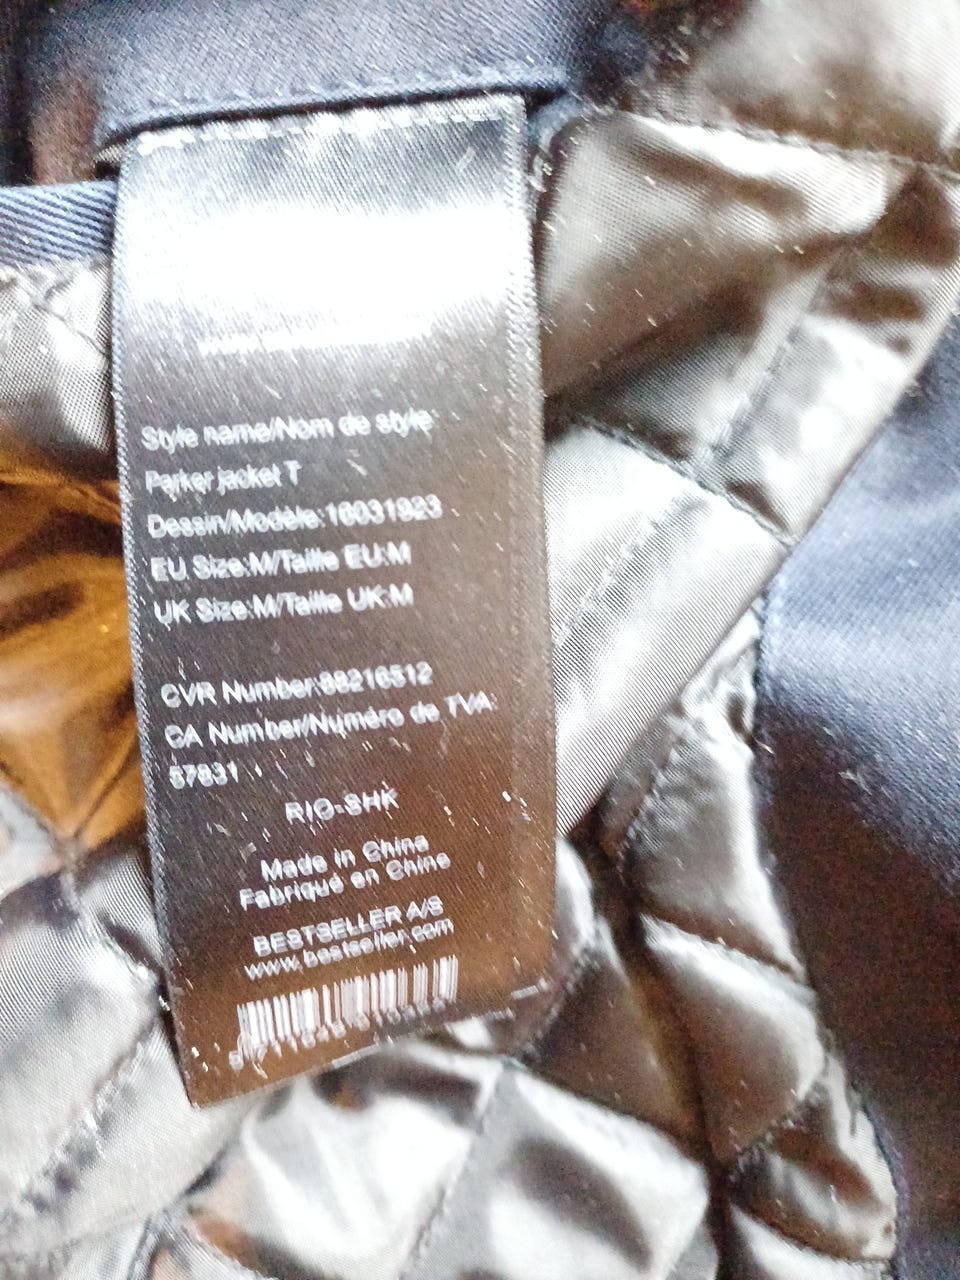 Style name/Nom de style:
Parker jacket T
Dessin/Modèle:16031923
EU Size:M/Taille EU:M
UK Size:M/Taille UK:M
CVR Number:88216512
CA Number/Numéro de TVA:
57831
RIO-SHK
Made in China
Fabriqué en Chine
BESTSELLER A/S
www.bestseller.com